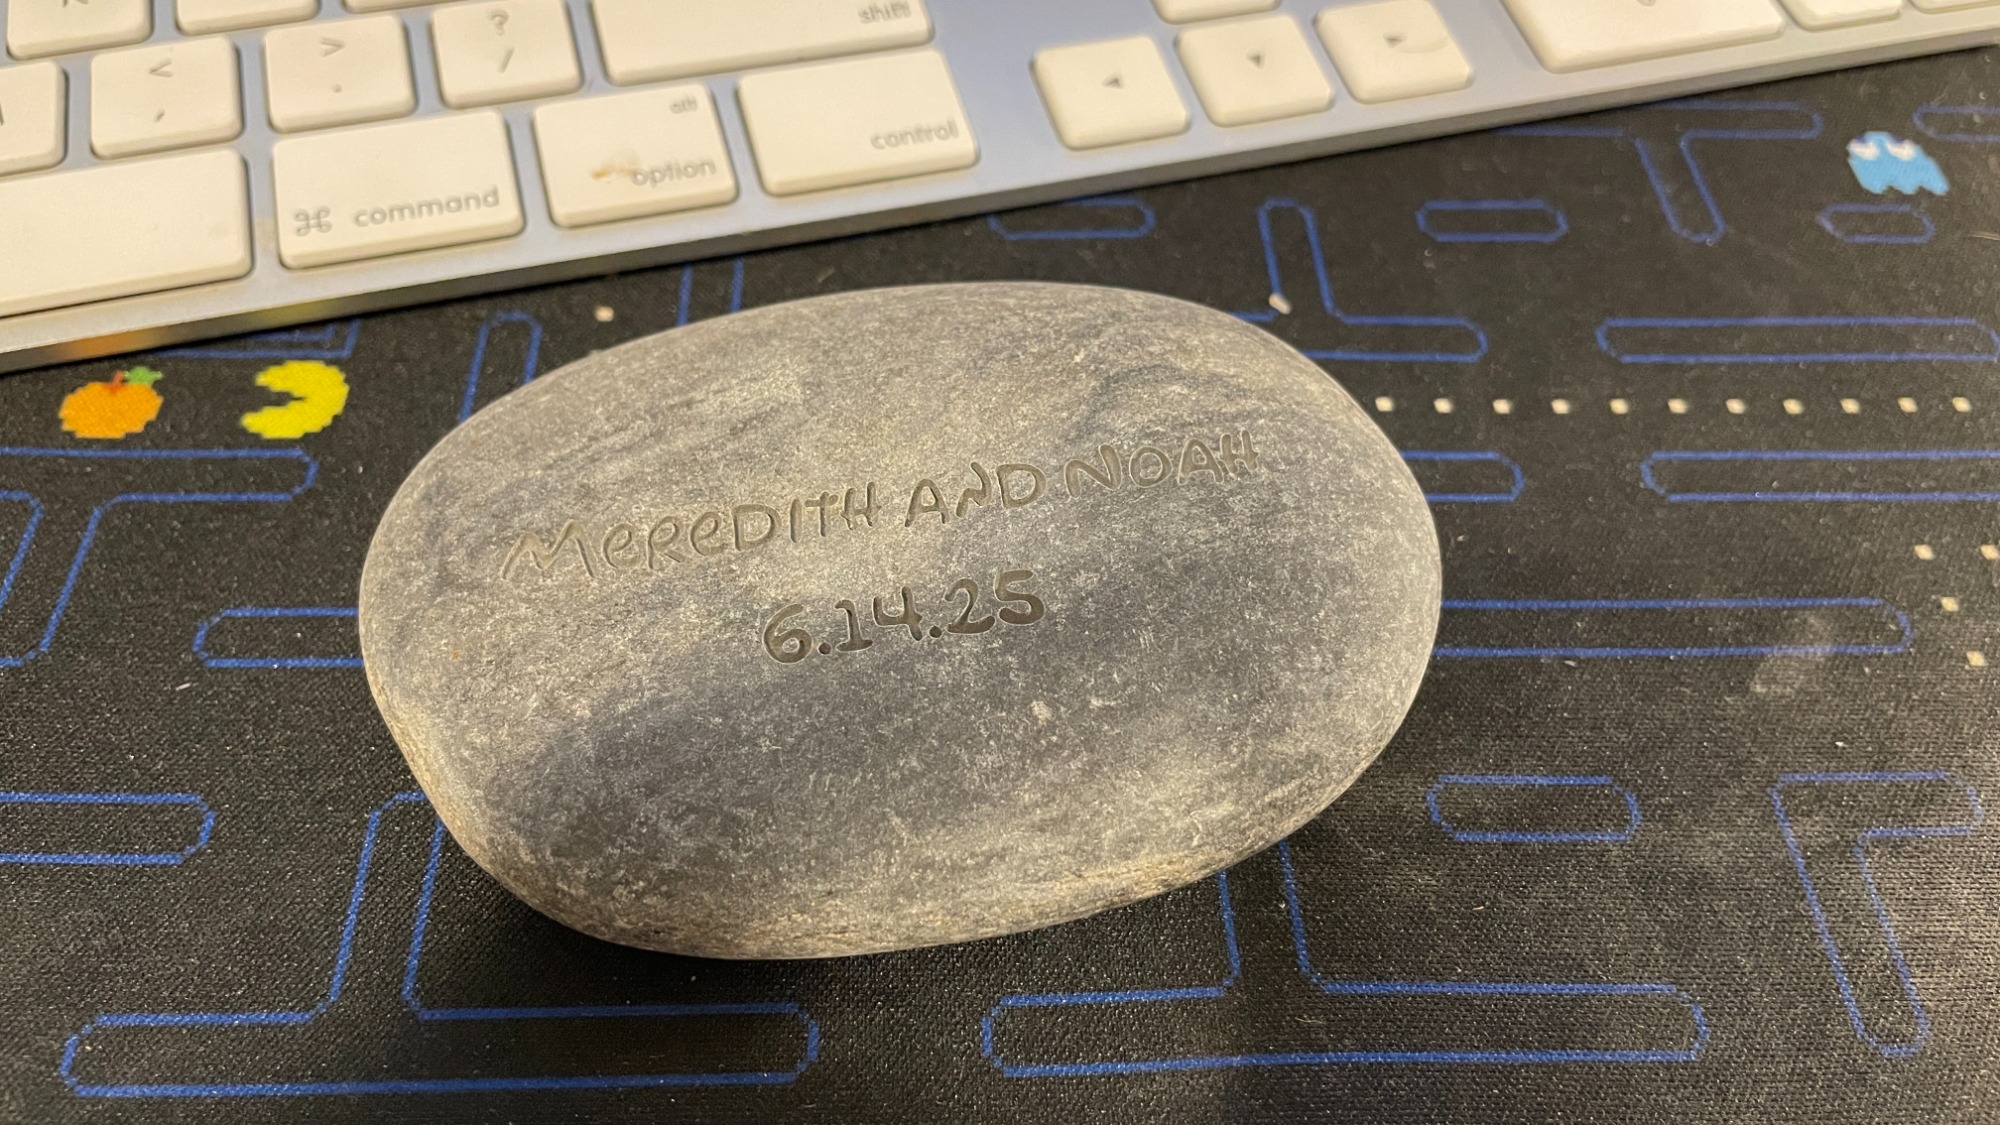 shift
< ,
> .
? /
alt
option
control
⌘ command
MEREDITH AND NOAH
6.14.25